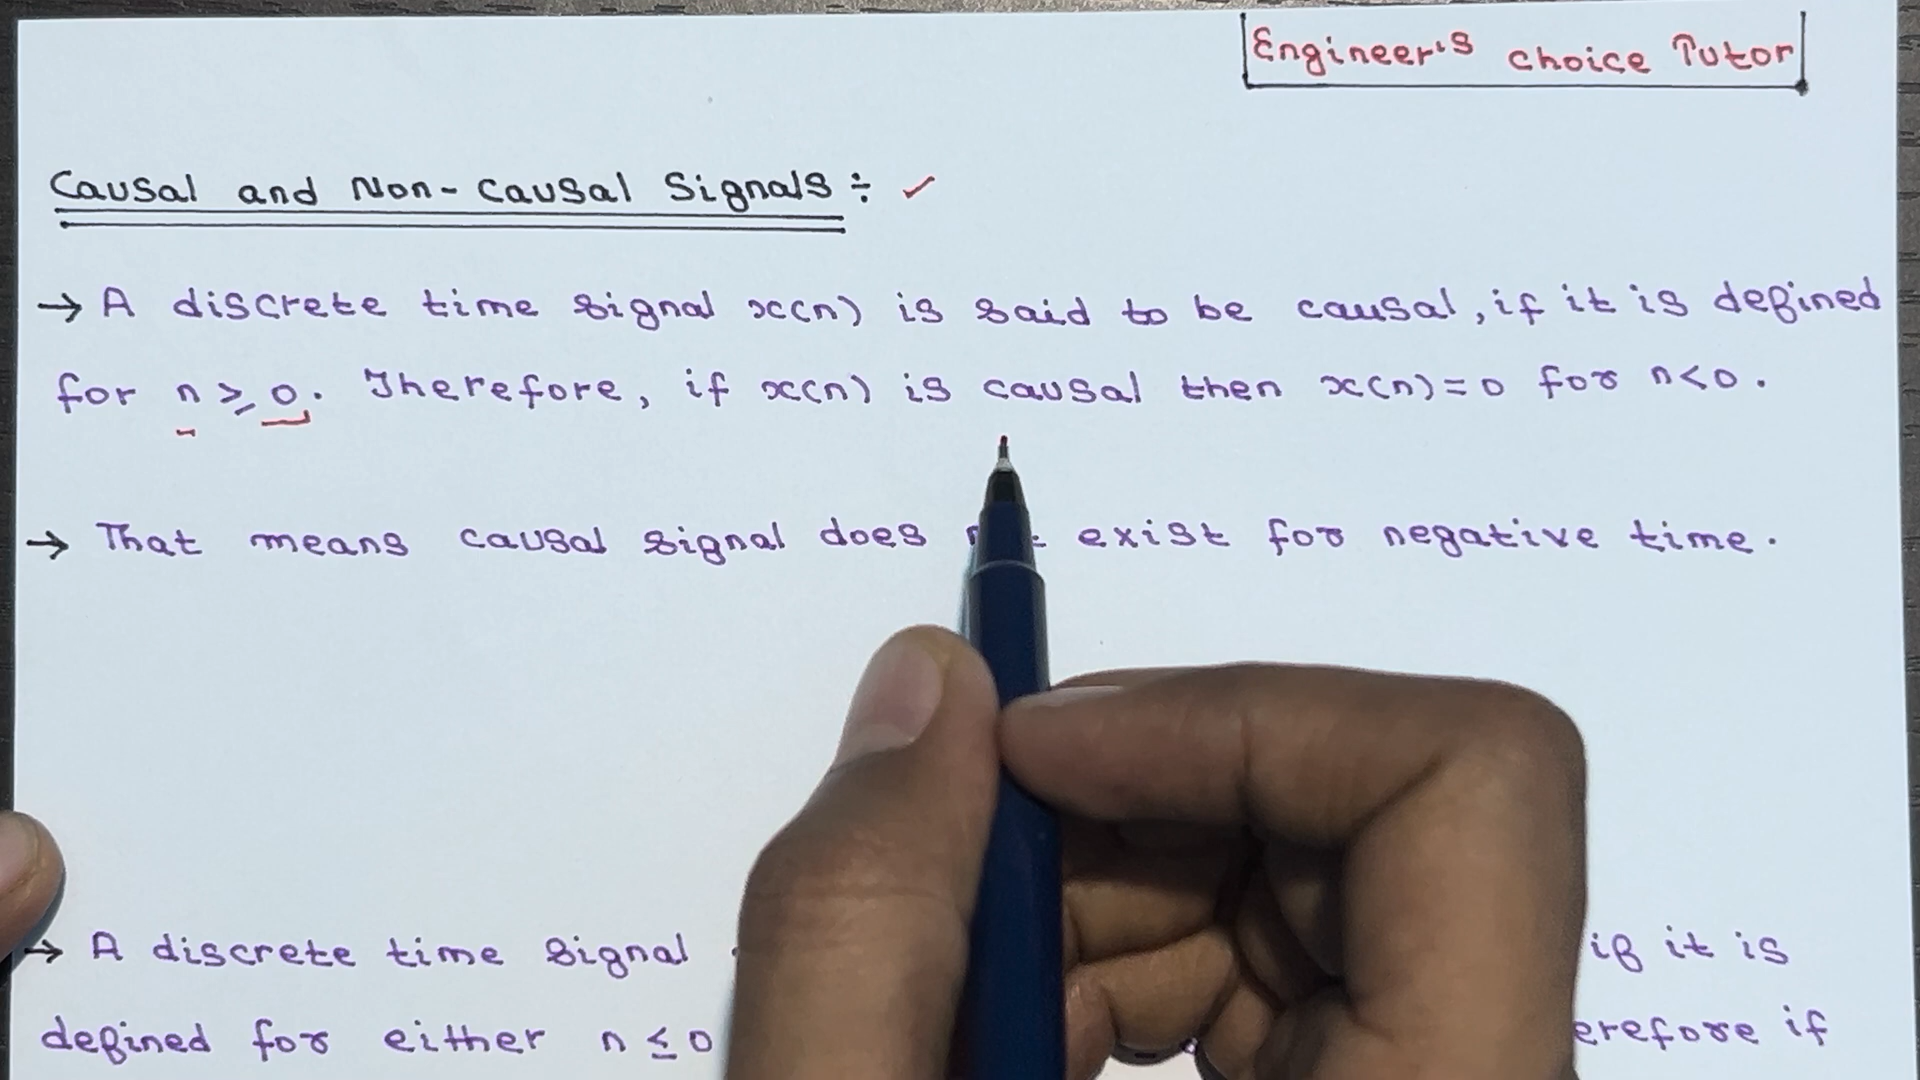 Engineer's choice Tutor
Causal and Non-Causal Signals ÷ ✓
→ A discrete time signal x(n) is said to be causal, if it is defined
for n ≥ 0. Therefore, if x(n) is causal then x(n)=0 for n<0.
→ That means causal signal does exist for negative time.
→ A discrete time signal if it is
defined for either n ≤ 0 if